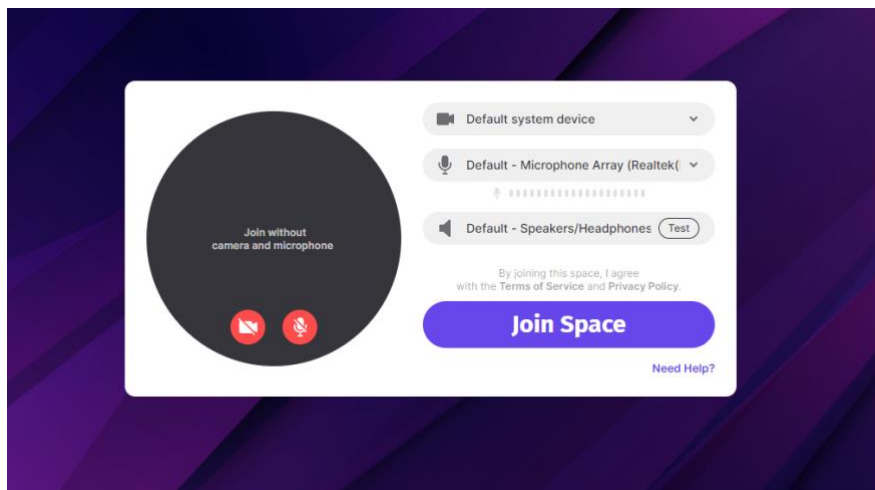 Join without
camera and microphone
Default system device
Default - Microphone Array (Realtek(
Default - Speakers/Headphones
Test
By joining this space, I agree
with the Terms of Service and Privacy Policy.
Join Space
Need Help?